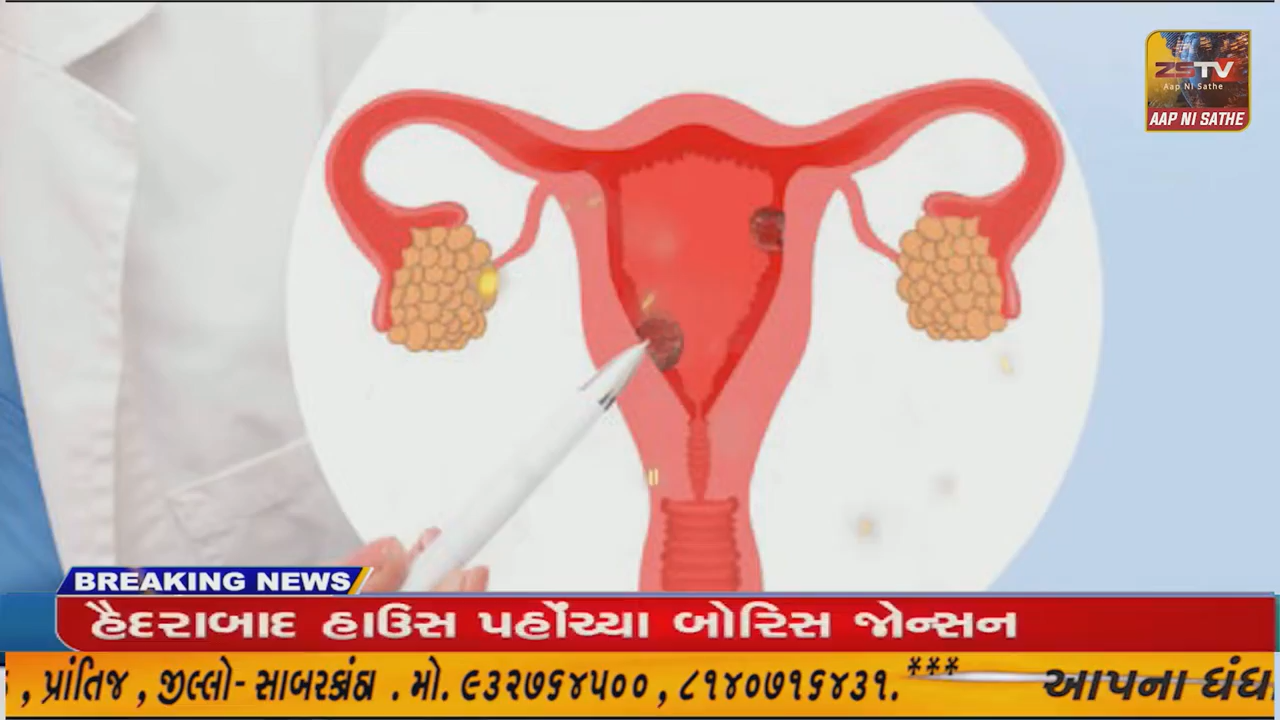 ZSTV
Aap Ni Sathe
AAP NI SATHE
BREAKING NEWS
હૈદરાબાદ હાઉસ પહોંચ્યા બોરિસ જોન્સન
, પ્રાંતિજ , જીલ્લો- સાબરકાંઠા . મો. ૯૩૨૭૬૪૫૦૦ , ૮૧૪૦૭૧૬૪૩૧. *** આપના ધંધા